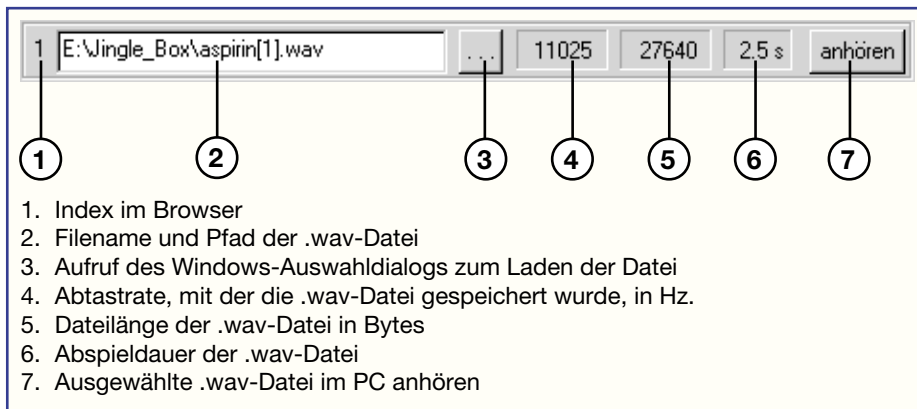 1 E:\Jingle_Box\aspirin[1].wav ... 11025 27640 2.5 s anhören
1 2 3 4 5 6 7
1. Index im Browser
2. Filename und Pfad der .wav-Datei
3. Aufruf des Windows-Auswahldialogs zum Laden der Datei
4. Abtastrate, mit der die .wav-Datei gespeichert wurde, in Hz.
5. Dateilänge der .wav-Datei in Bytes
6. Abspieldauer der .wav-Datei
7. Ausgewählte .wav-Datei im PC anhören